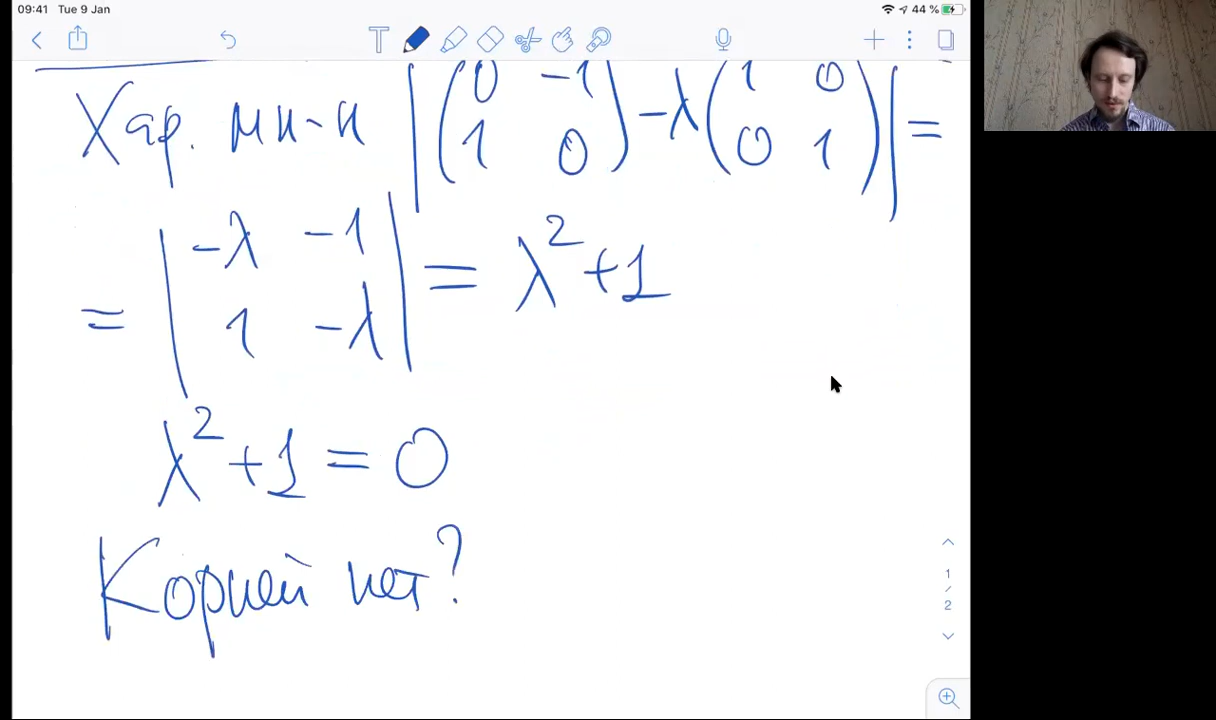 09:41 Tue 9 Jan 44 %
T
Хар. мн-н |(0 -1) -λ(1 0)| =
(1 0) (0 1)
= |-λ -1| = λ² +1
|1 -λ|
λ² +1 = 0
Корней нет?
1
/
2